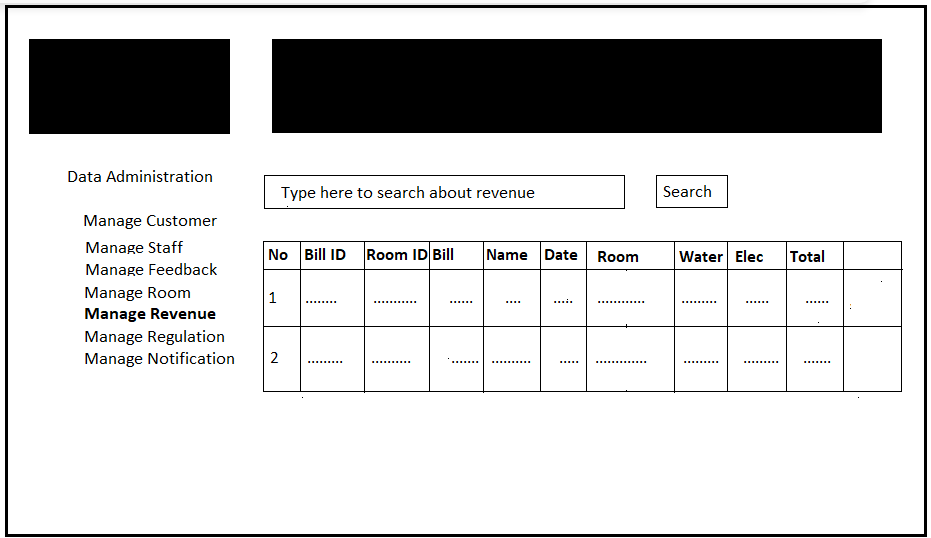 Data Administration
Type here to search about revenue
Search
Manage Customer
Manage Staff
Manage Feedback
Manage Room
Manage Revenue
Manage Regulation
Manage Notification
No Bill ID Room ID Bill Name Date Room Water Elec Total
1 ........ ........... ...... .... ..... ............ ......... ...... ......
2 ......... .......... ....... .......... ..... ............. ......... ......... .......